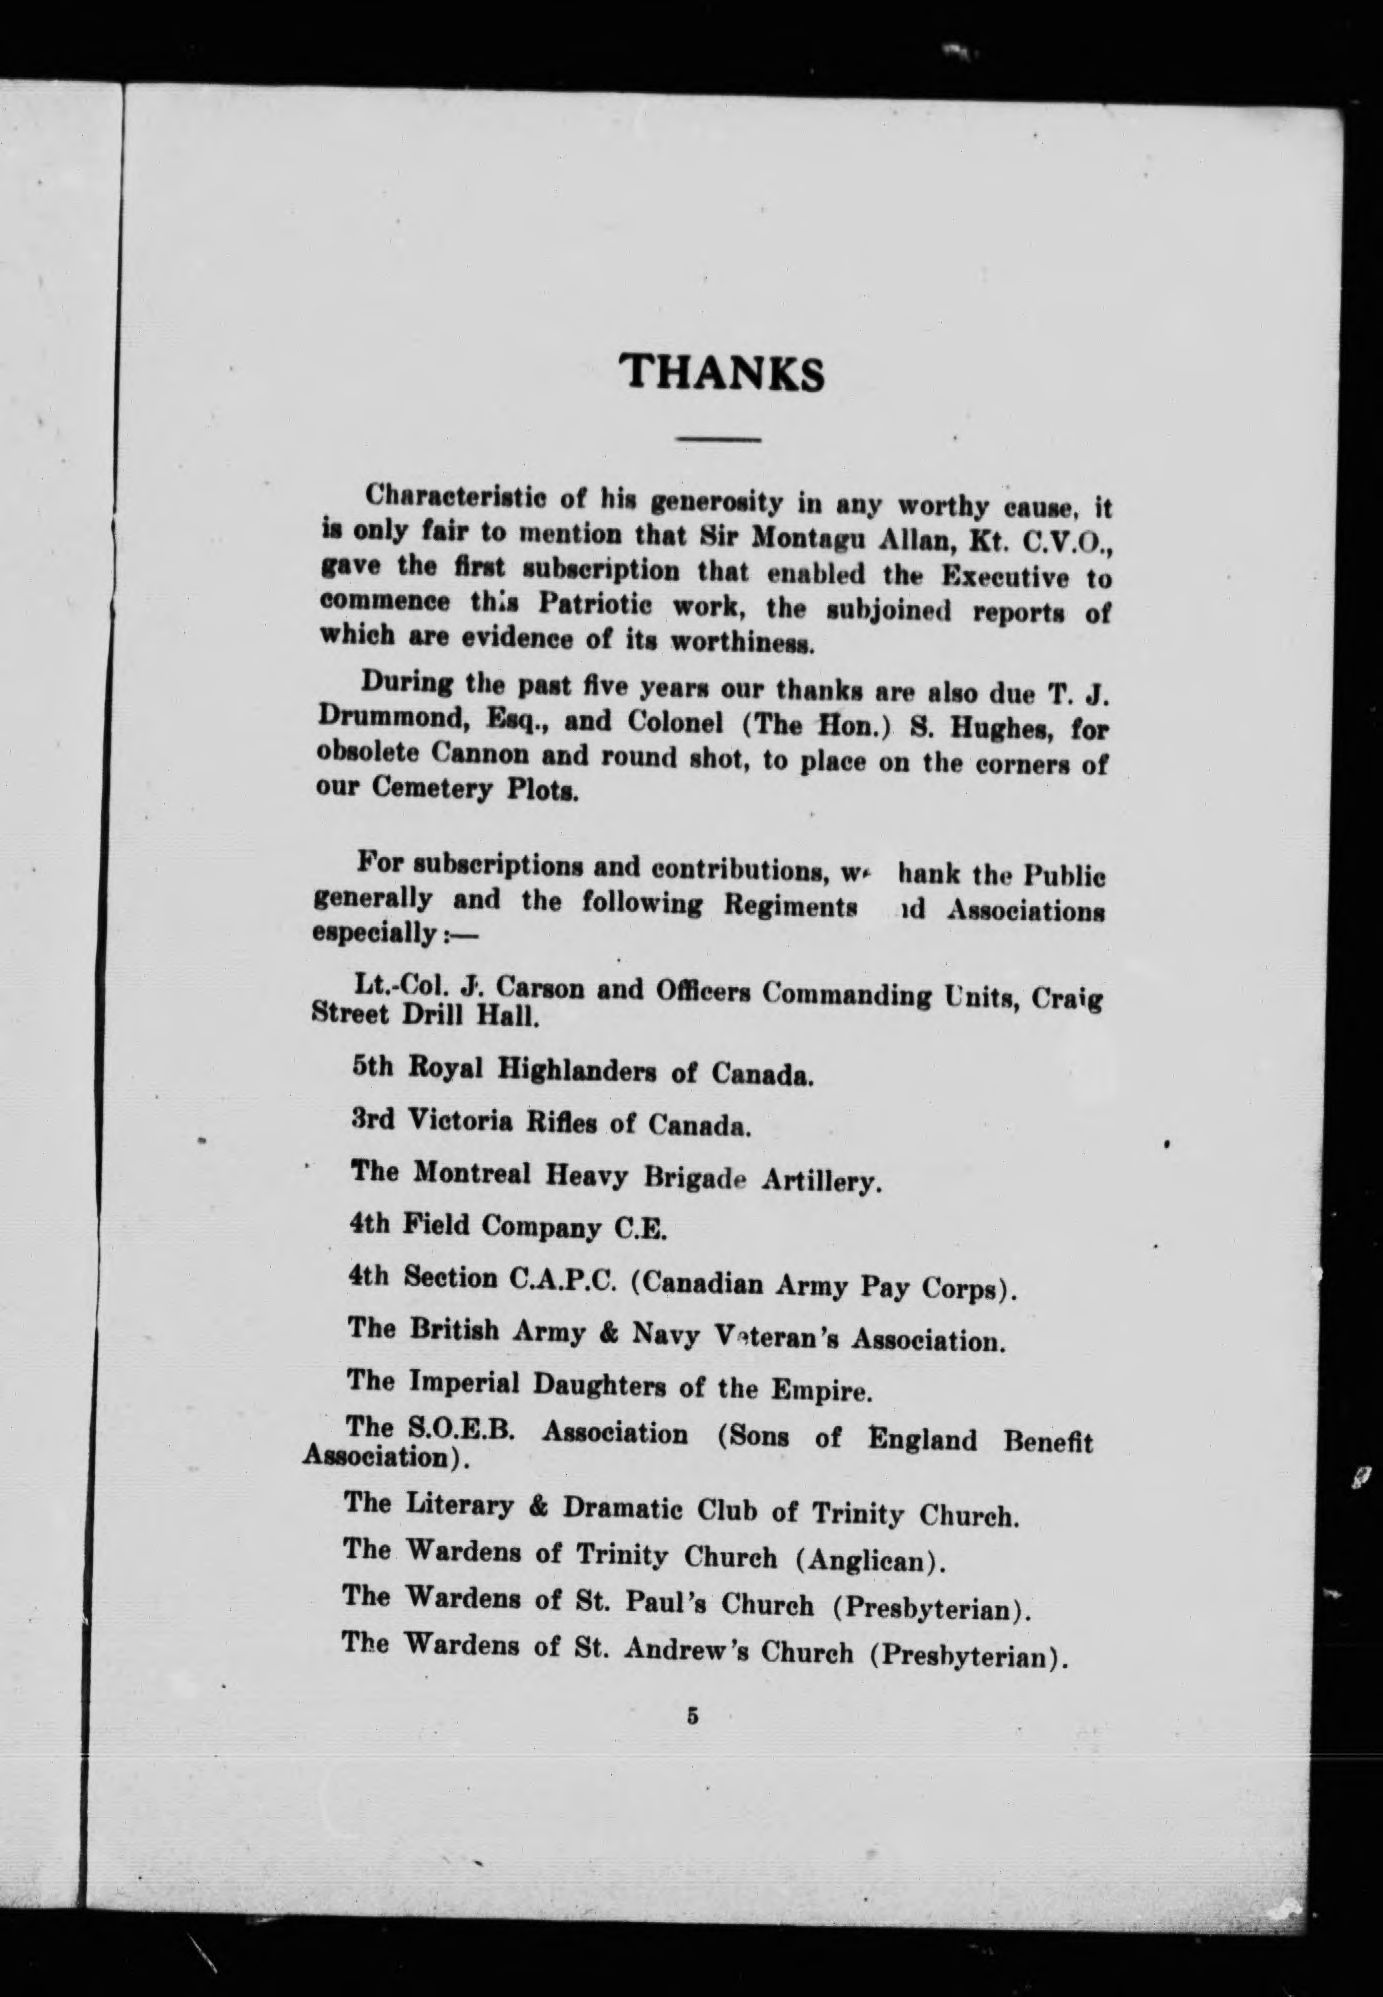 THANKS
Characteristic of his generosity in any worthy cause, it
is only fair to mention that Sir Montagu Allan, Kt. C.V.O.,
gave the first subscription that enabled the Executive to
commence this Patriotic work, the subjoined reports of
which are evidence of its worthiness.
During the past five years our thanks are also due T. J.
Drummond, Esq., and Colonel (The Hon.) S. Hughes, for
obsolete Cannon and round shot, to place on the corners of
our Cemetery Plots.
For subscriptions and contributions, we hank the Public
generally and the following Regiments nd Associations
especially:—
Lt.-Col. J. Carson and Officers Commanding Units, Craig
Street Drill Hall.
5th Royal Highlanders of Canada.
3rd Victoria Rifles of Canada.
The Montreal Heavy Brigade Artillery.
4th Field Company C.E.
4th Section C.A.P.C. (Canadian Army Pay Corps).
The British Army & Navy Veteran's Association.
The Imperial Daughters of the Empire.
The S.O.E.B. Association (Sons of England Benefit
Association).
The Literary & Dramatic Club of Trinity Church.
The Wardens of Trinity Church (Anglican).
The Wardens of St. Paul's Church (Presbyterian).
The Wardens of St. Andrew's Church (Presbyterian).
5